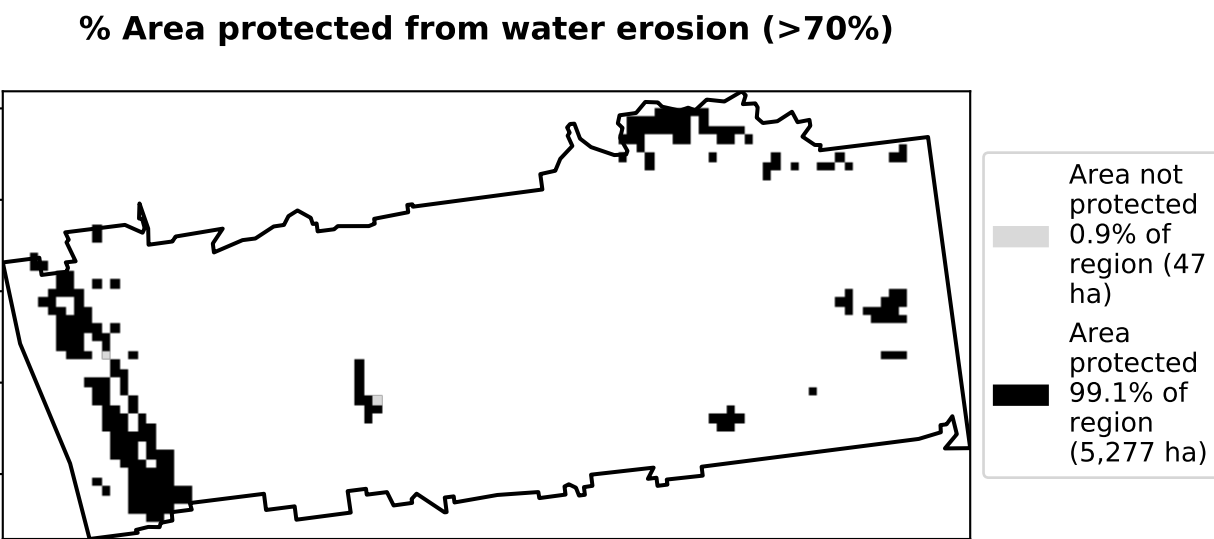 % Area protected from water erosion (>70%)
Area not
protected
0.9% of
region (47
ha)
Area
protected
99.1% of
region
(5,277 ha)